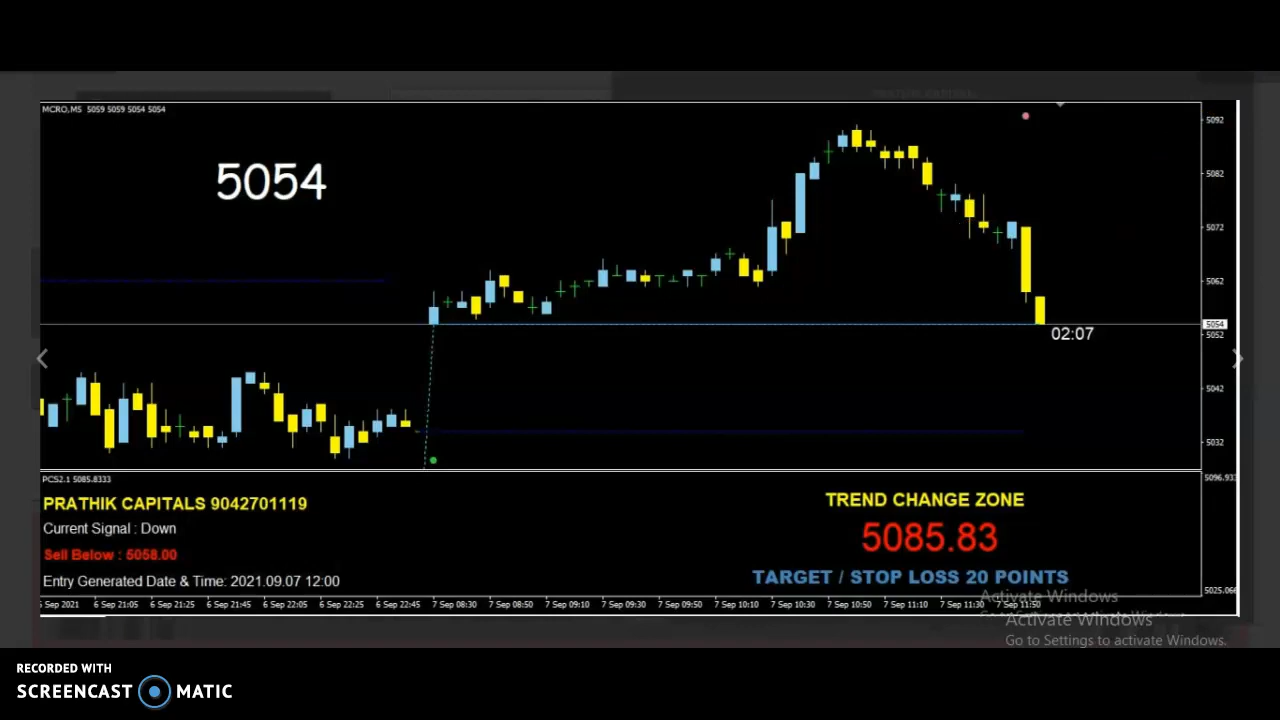 MCRO,M5 5059 5059 5054 5054
5054
5092
5082
5072
5062
5054
5052
02:07
5042
5032
PCS2.1 5085.8333
PRATHIK CAPITALS 9042701119
Current Signal : Down
Sell Below : 5058.00
Entry Generated Date & Time: 2021.09.07 12:00
TREND CHANGE ZONE
5085.83
TARGET / STOP LOSS 20 POINTS
5096.933
5025.066
Sep 2021 6 Sep 21:05 6 Sep 21:25 6 Sep 21:45 6 Sep 22:05 6 Sep 22:25 6 Sep 22:45 7 Sep 08:30 7 Sep 08:50 7 Sep 09:10 7 Sep 09:30 7 Sep 09:50 7 Sep 10:10 7 Sep 10:30 7 Sep 10:50 7 Sep 11:10 7 Sep 11:30 7 Sep 11:50
Activate Windows
Activate Windows
Go to Settings to activate Windows.
RECORDED WITH
SCREENCAST MATIC